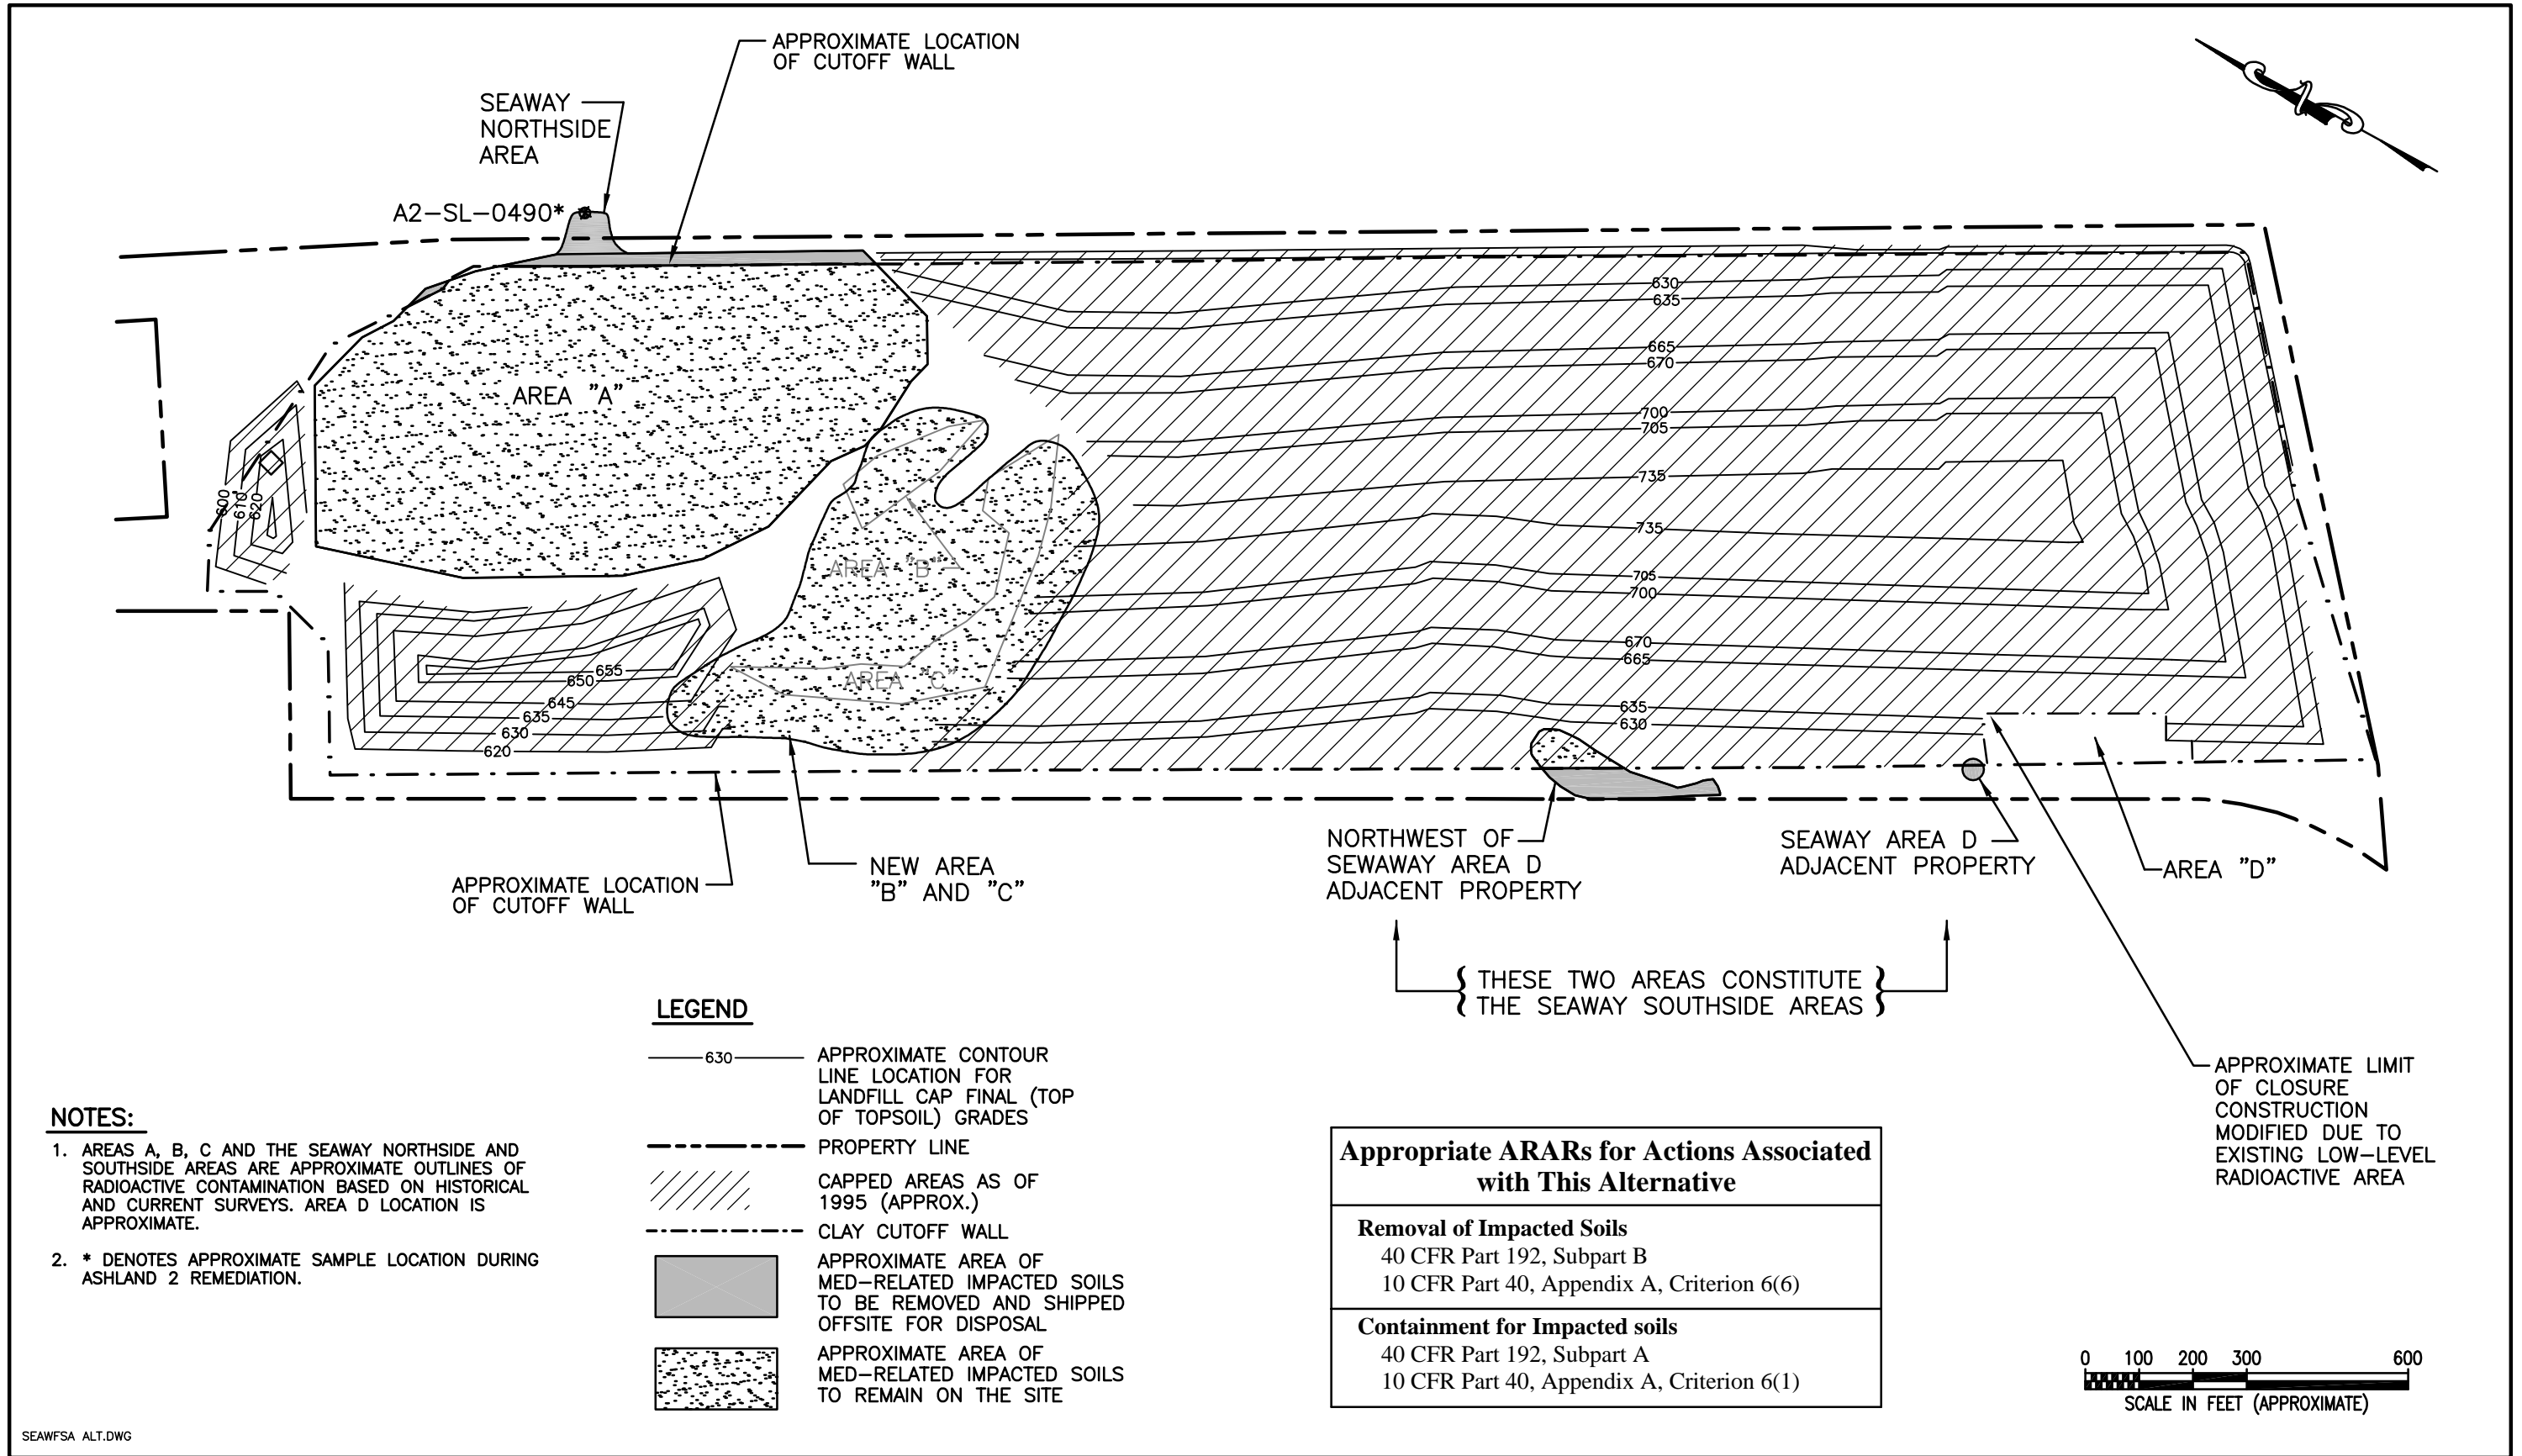 APPROXIMATE LOCATION
OF CUTOFF WALL
SEAWAY
NORTHSIDE
AREA
A2-SL-0490*
AREA "A"
AREA "B"
AREA "C"
600
610
620
630
635
665
670
700
705
735
735
705
700
670
665
635
630
655
650
645
635
630
620
APPROXIMATE LOCATION
OF CUTOFF WALL
NEW AREA
"B" AND "C"
NORTHWEST OF
SEWAWAY AREA D
ADJACENT PROPERTY
SEAWAY AREA D
ADJACENT PROPERTY
AREA "D"
THESE TWO AREAS CONSTITUTE
THE SEAWAY SOUTHSIDE AREAS
APPROXIMATE LIMIT
OF CLOSURE
CONSTRUCTION
MODIFIED DUE TO
EXISTING LOW-LEVEL
RADIOACTIVE AREA
LEGEND
630
APPROXIMATE CONTOUR
LINE LOCATION FOR
LANDFILL CAP FINAL (TOP
OF TOPSOIL) GRADES
PROPERTY LINE
CAPPED AREAS AS OF
1995 (APPROX.)
CLAY CUTOFF WALL
APPROXIMATE AREA OF
MED-RELATED IMPACTED SOILS
TO BE REMOVED AND SHIPPED
OFFSITE FOR DISPOSAL
APPROXIMATE AREA OF
MED-RELATED IMPACTED SOILS
TO REMAIN ON THE SITE
NOTES:
1. AREAS A, B, C AND THE SEAWAY NORTHSIDE AND
SOUTHSIDE AREAS ARE APPROXIMATE OUTLINES OF
RADIOACTIVE CONTAMINATION BASED ON HISTORICAL
AND CURRENT SURVEYS. AREA D LOCATION IS
APPROXIMATE.
2. * DENOTES APPROXIMATE SAMPLE LOCATION DURING
ASHLAND 2 REMEDIATION.
Appropriate ARARs for Actions Associated
with This Alternative
Removal of Impacted Soils
40 CFR Part 192, Subpart B
10 CFR Part 40, Appendix A, Criterion 6(6)
Containment for Impacted soils
40 CFR Part 192, Subpart A
10 CFR Part 40, Appendix A, Criterion 6(1)
0 100 200 300 600
SCALE IN FEET (APPROXIMATE)
SEAWFSA ALT.DWG